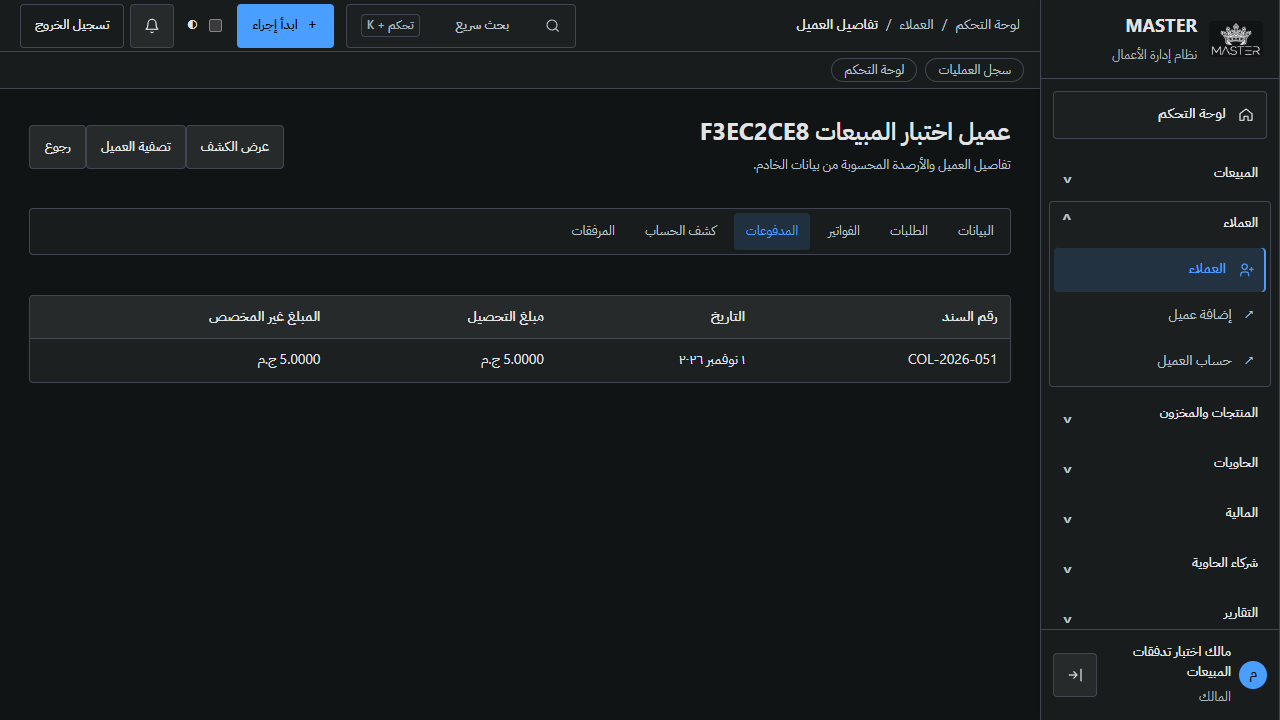 MASTER
نظام إدارة الأعمال
MASTER
لوحة التحكم
المبيعات
العملاء
العملاء
إضافة عميل
حساب العميل
المنتجات والمخزون
الحاويات
المالية
شركاء الحاوية
التقارير
مالك اختبار تدفقات المبيعات
المالك
م
لوحة التحكم / العملاء / تفاصيل العميل
بحث سريع
تحكم + K
+ ابدأ إجراء
تسجيل الخروج
سجل العمليات
لوحة التحكم
عميل اختبار المبيعات F3EC2CE8
تفاصيل العميل والأرصدة المحسوبة من بيانات الخادم.
عرض الكشف
تصفية العميل
رجوع
البيانات
الطلبات
الفواتير
المدفوعات
كشف الحساب
المرفقات
رقم السند
التاريخ
مبلغ التحصيل
المبلغ غير المخصص
COL-2026-051
١ نوفمبر ٢٠٢٦
5.0000 ج.م
5.0000 ج.م